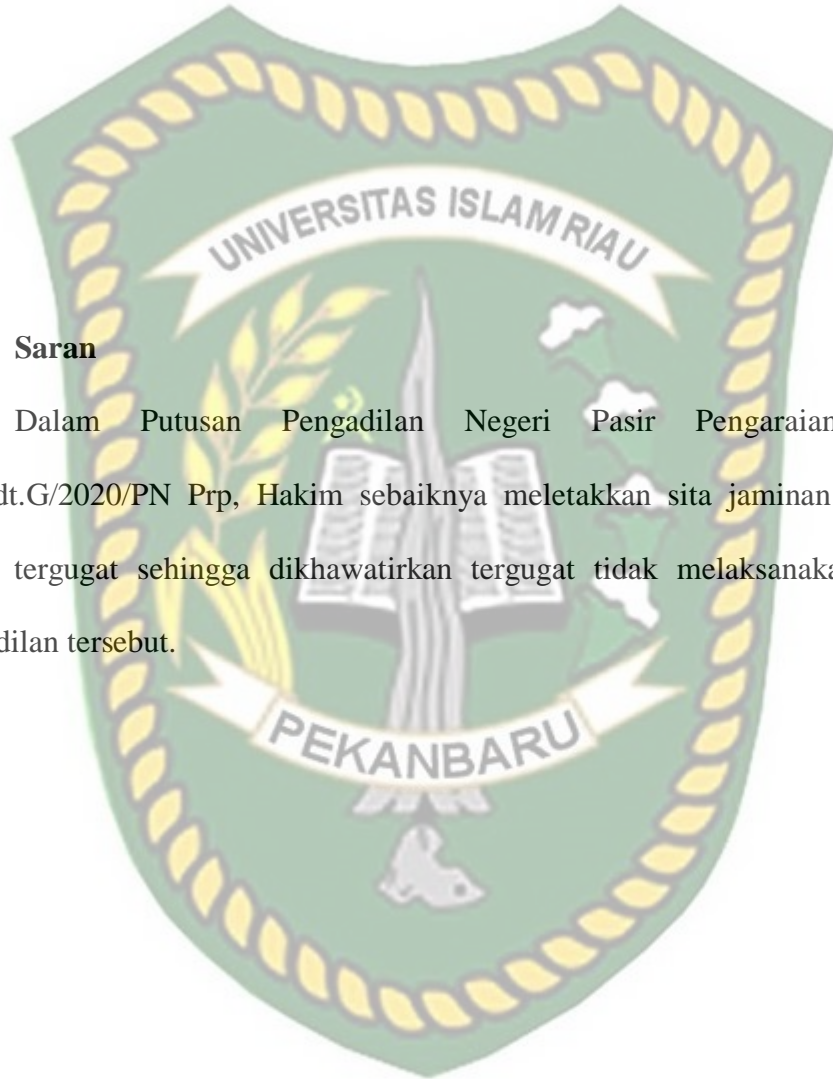 UNIVERSITAS ISLAM RIAU
Saran
Dalam Putusan Pengadilan Negeri Pasir Pengaraian
dt.G/2020/PN Prp, Hakim sebaiknya meletakkan sita jaminan
tergugat sehingga dikhawatirkan tergugat tidak melaksanaka
dilan tersebut.
PEKANBARU